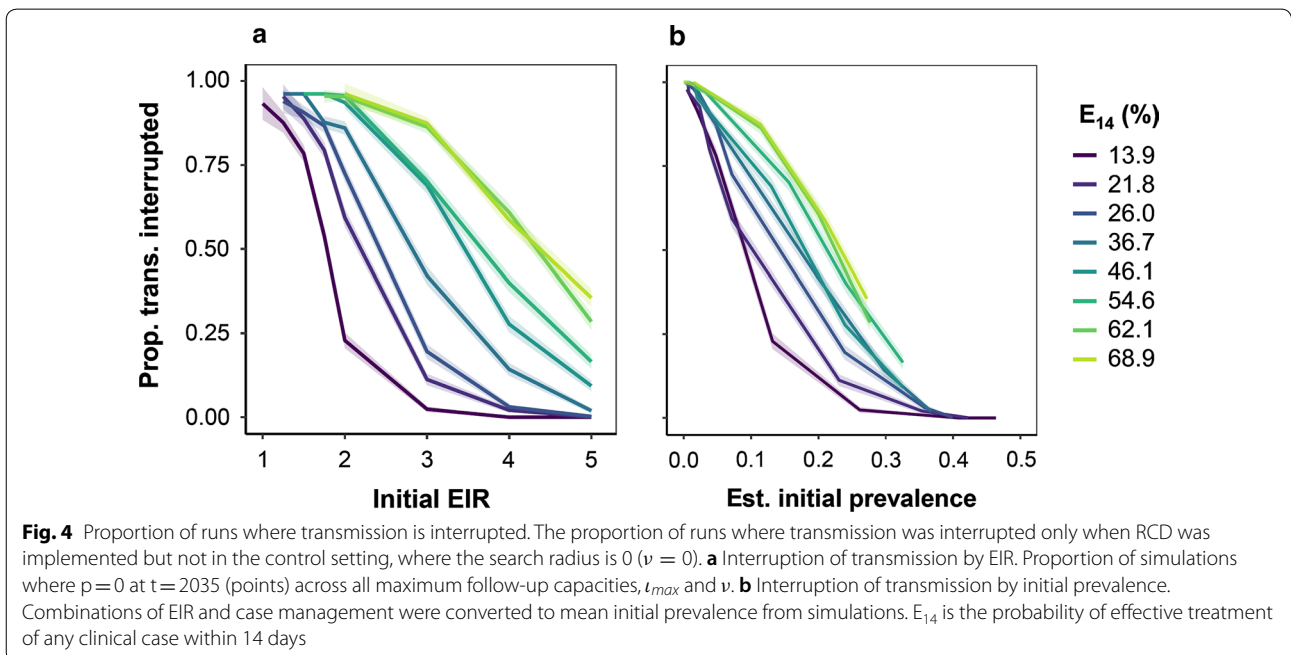 a
b
Prop. trans. interrupted
1.00
0.75
0.50
0.25
0.00
1 2 3 4 5
Initial EIR
0.0 0.1 0.2 0.3 0.4 0.5
Est. initial prevalence
E14 (%)
13.9
21.8
26.0
36.7
46.1
54.6
62.1
68.9
Fig. 4 Proportion of runs where transmission is interrupted. The proportion of runs where transmission was interrupted only when RCD was
implemented but not in the control setting, where the search radius is 0 (ν = 0). a Interruption of transmission by EIR. Proportion of simulations
where p = 0 at t = 2035 (points) across all maximum follow-up capacities, ιmax and ν. b Interruption of transmission by initial prevalence.
Combinations of EIR and case management were converted to mean initial prevalence from simulations. E14 is the probability of effective treatment
of any clinical case within 14 days